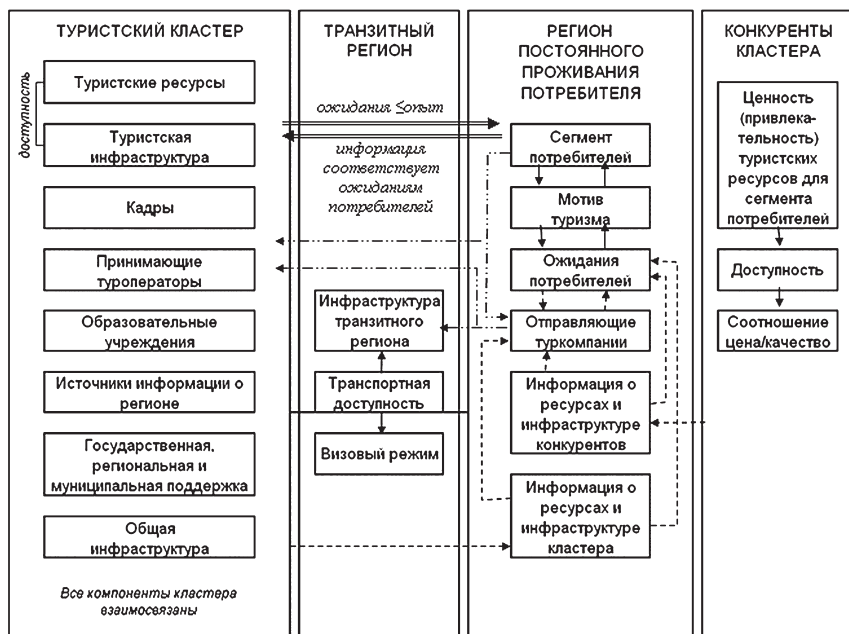 ТУРИСТСКИЙ КЛАСТЕР
доступность
Туристские ресурсы
Туристская
инфраструктура
Кадры
Принимающие
туроператоры
Образовательные
учреждения
Источники информации о
регионе
Государственная,
региональная и
муниципальная поддержка
Общая
инфраструктура
Все компоненты кластера
взаимосвязаны
ТРАНЗИТНЫЙ
РЕГИОН
ожидания ≤опыт
информация
соответствует
ожиданиям
потребителей
Инфраструктура
транзитного
региона
Транспортная
доступность
Визовый режим
РЕГИОН
ПОСТОЯННОГО
ПРОЖИВАНИЯ
ПОТРЕБИТЕЛЯ
Сегмент
потребителей
Мотив
туризма
Ожидания
потребителей
Отправляющие
туркомпании
Информация о
ресурсах и
инфраструктуре
конкурентов
Информация о
ресурсах и
инфраструктуре
кластера
КОНКУРЕНТЫ
КЛАСТЕРА
Ценность
(привлека-
тельность)
туристских
ресурсов для
сегмента
потребителей
Доступность
Соотношение
цена/качество